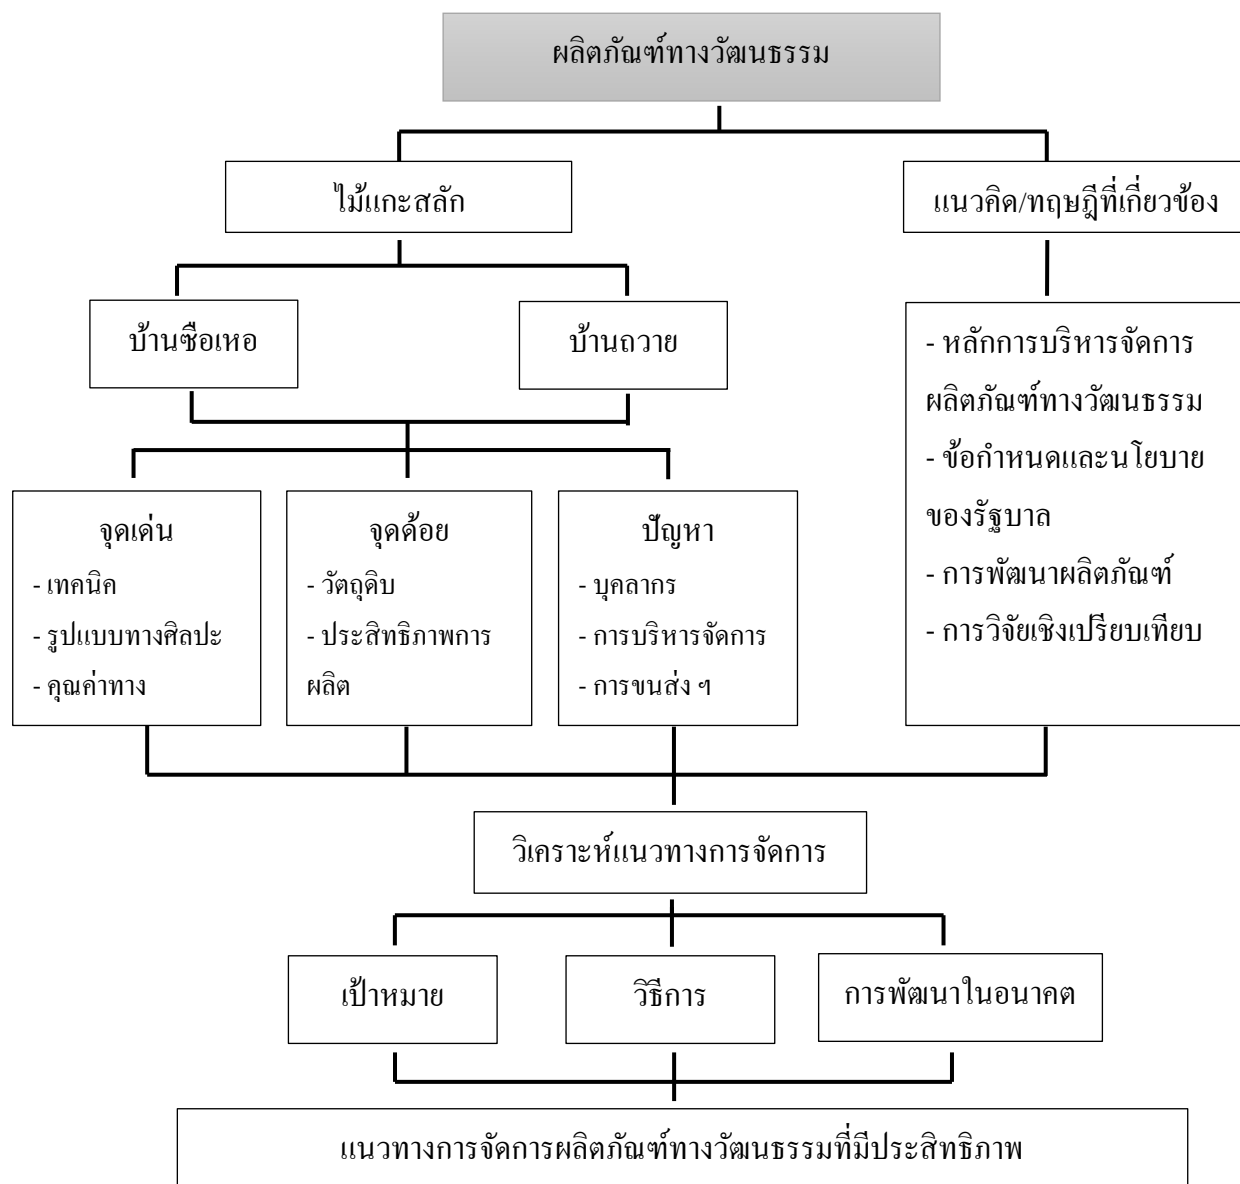 ผลิตภัณฑ์ทางวัฒนธรรม
ไม้แกะสลัก
แนวคิด/ทฤษฎีที่เกี่ยวข้อง
บ้านซือเหอ
บ้านถวาย
- หลักการบริหารจัดการ
ผลิตภัณฑ์ทางวัฒนธรรม
- ข้อกำหนดและนโยบาย
ของรัฐบาล
- การพัฒนาผลิตภัณฑ์
- การวิจัยเชิงเปรียบเทียบ
จุดเด่น
- เทคนิค
- รูปแบบทางศิลปะ
- คุณค่าทาง
จุดด้อย
- วัตถุดิบ
- ประสิทธิภาพการ
ผลิต
ปัญหา
- บุคลากร
- การบริหารจัดการ
- การขนส่ง ฯ
วิเคราะห์แนวทางการจัดการ
เป้าหมาย
วิธีการ
การพัฒนาในอนาคต
แนวทางการจัดการผลิตภัณฑ์ทางวัฒนธรรมที่มีประสิทธิภาพ